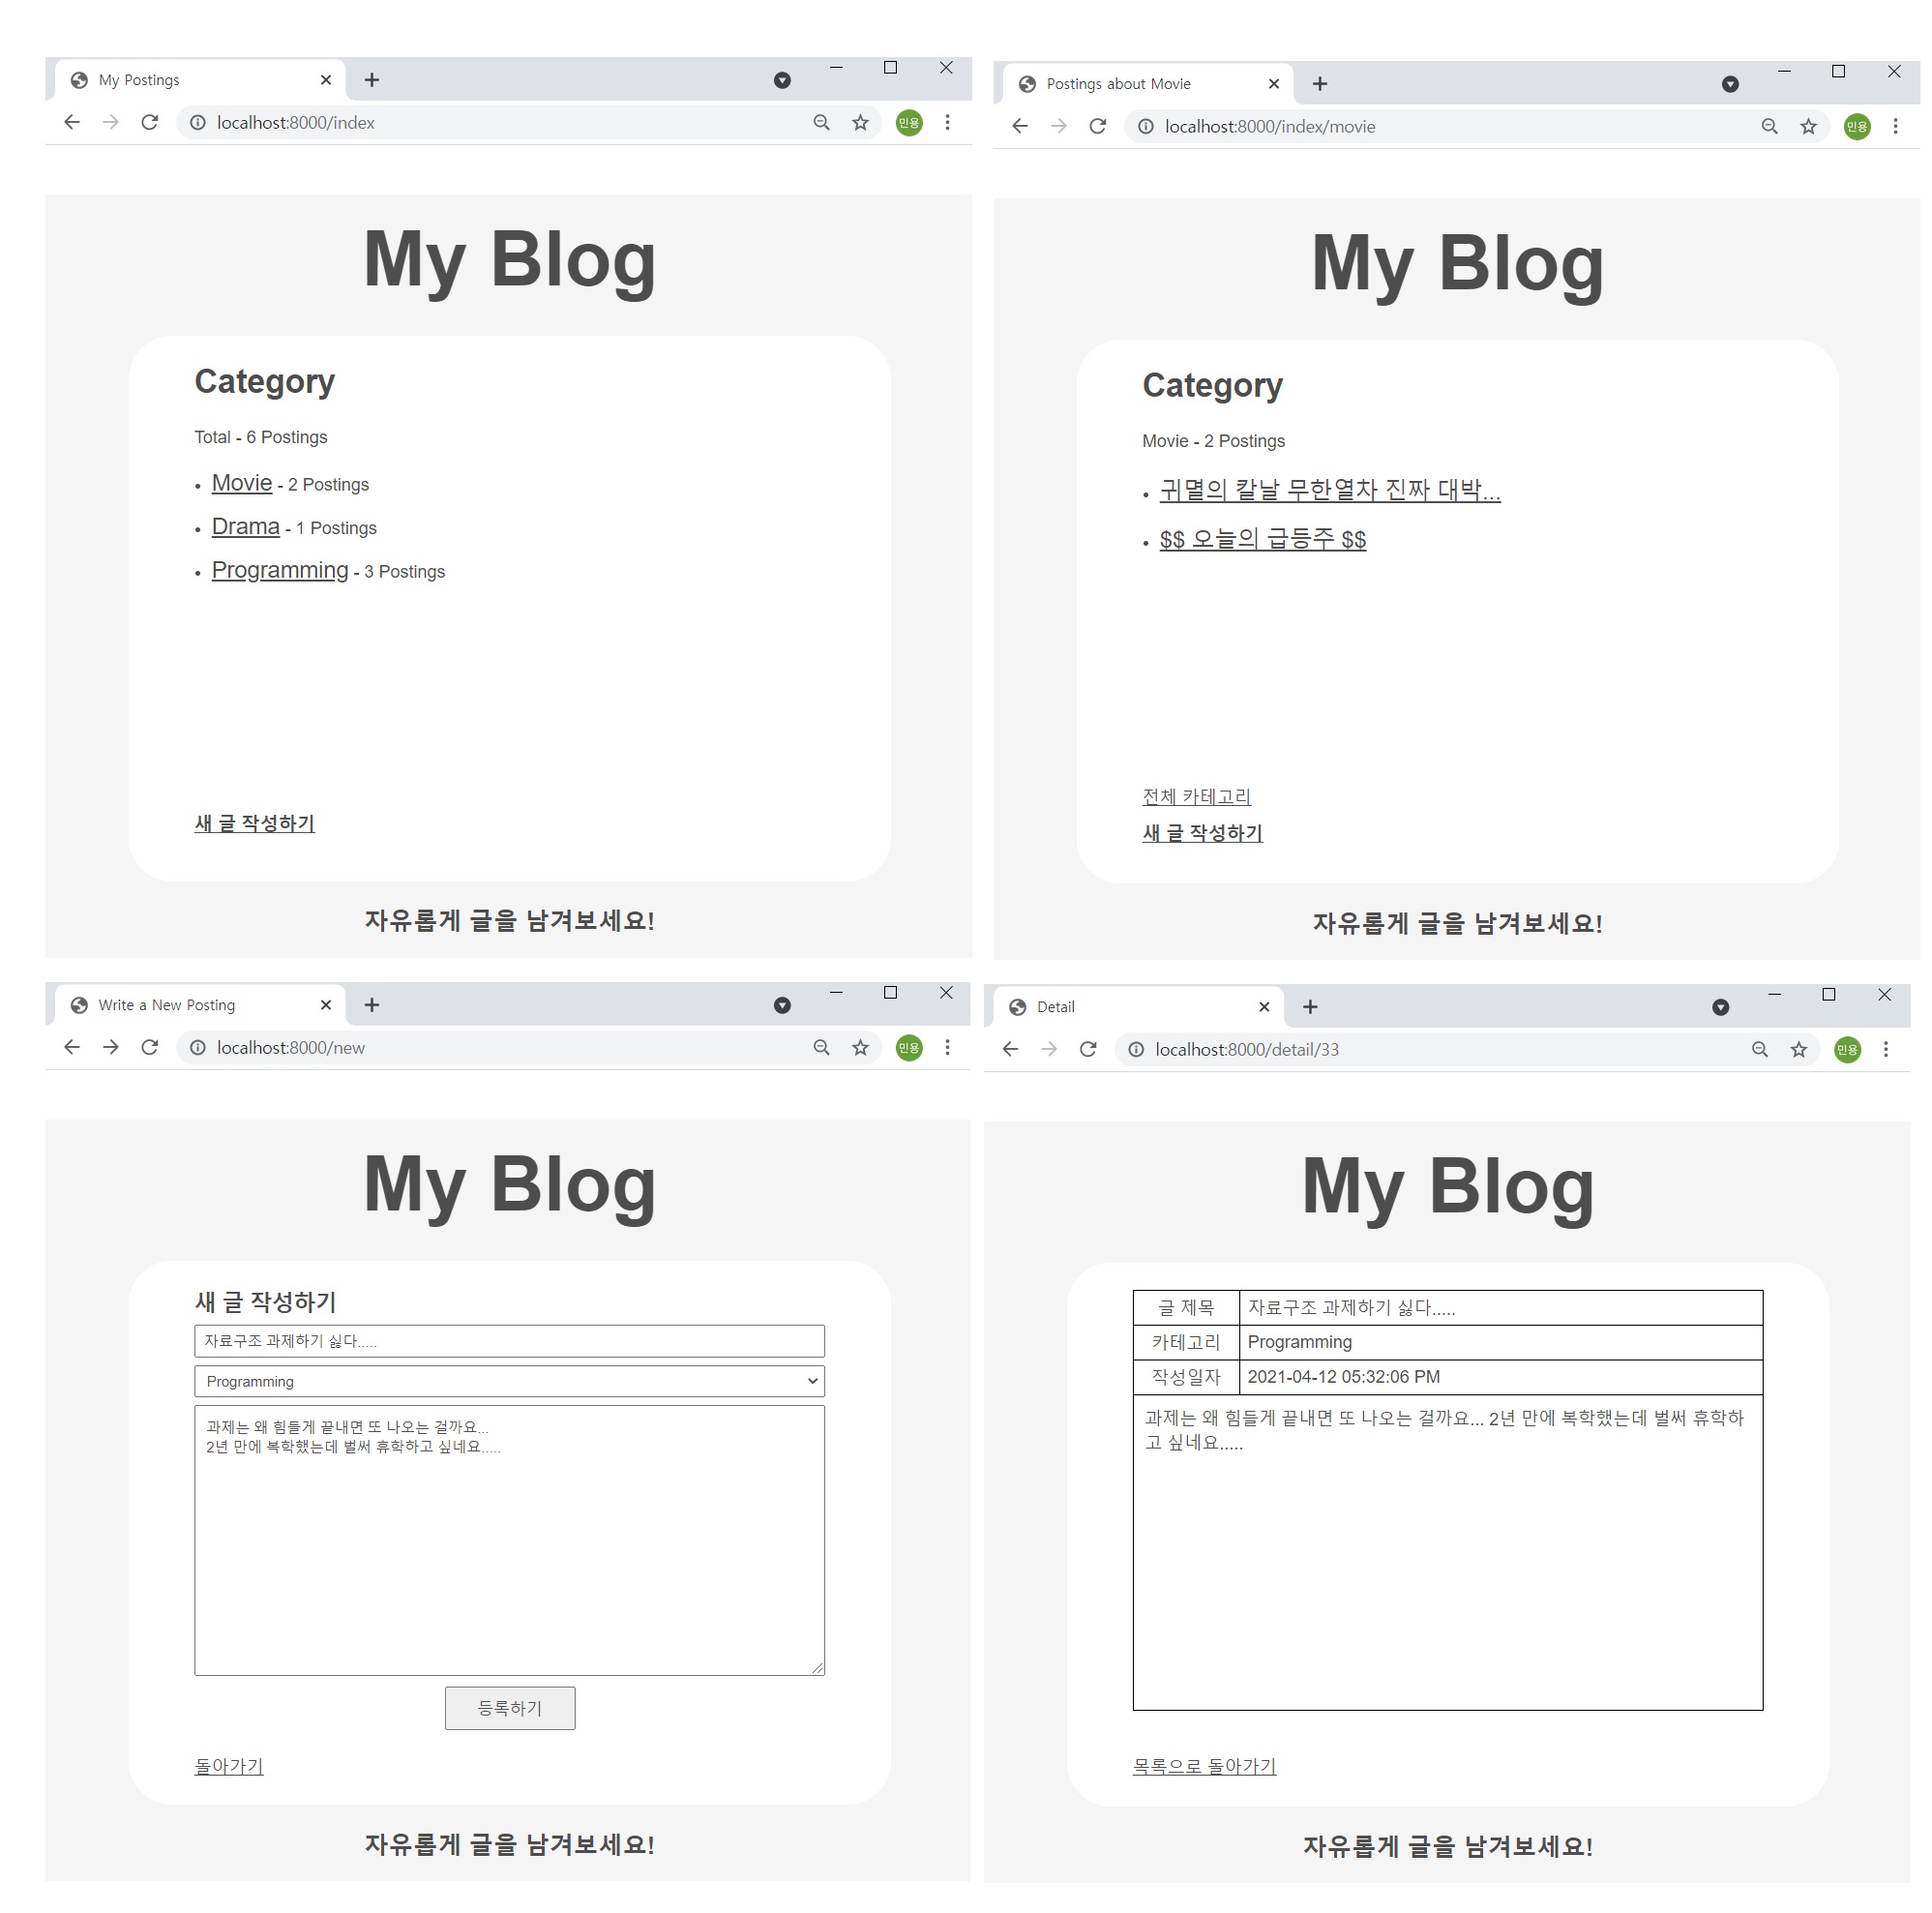 My Postings
localhost:8000/index
민용
My Blog
Category
Total - 6 Postings
Movie - 2 Postings
Drama - 1 Postings
Programming - 3 Postings
새 글 작성하기
자유롭게 글을 남겨보세요!
Postings about Movie
localhost:8000/index/movie
민용
My Blog
Category
Movie - 2 Postings
귀멸의 칼날 무한열차 진짜 대박...
$$ 오늘의 급등주 $$
전체 카테고리
새 글 작성하기
자유롭게 글을 남겨보세요!
Write a New Posting
localhost:8000/new
민용
My Blog
새 글 작성하기
자료구조 과제하기 싫다.....
Programming
과제는 왜 힘들게 끝내면 또 나오는 걸까요...
2년 만에 복학했는데 벌써 휴학하고 싶네요.....
등록하기
돌아가기
자유롭게 글을 남겨보세요!
Detail
localhost:8000/detail/33
민용
My Blog
글 제목 자료구조 과제하기 싫다.....
카테고리 Programming
작성일자 2021-04-12 05:32:06 PM
과제는 왜 힘들게 끝내면 또 나오는 걸까요... 2년 만에 복학했는데 벌써 휴학하
고 싶네요.....
목록으로 돌아가기
자유롭게 글을 남겨보세요!